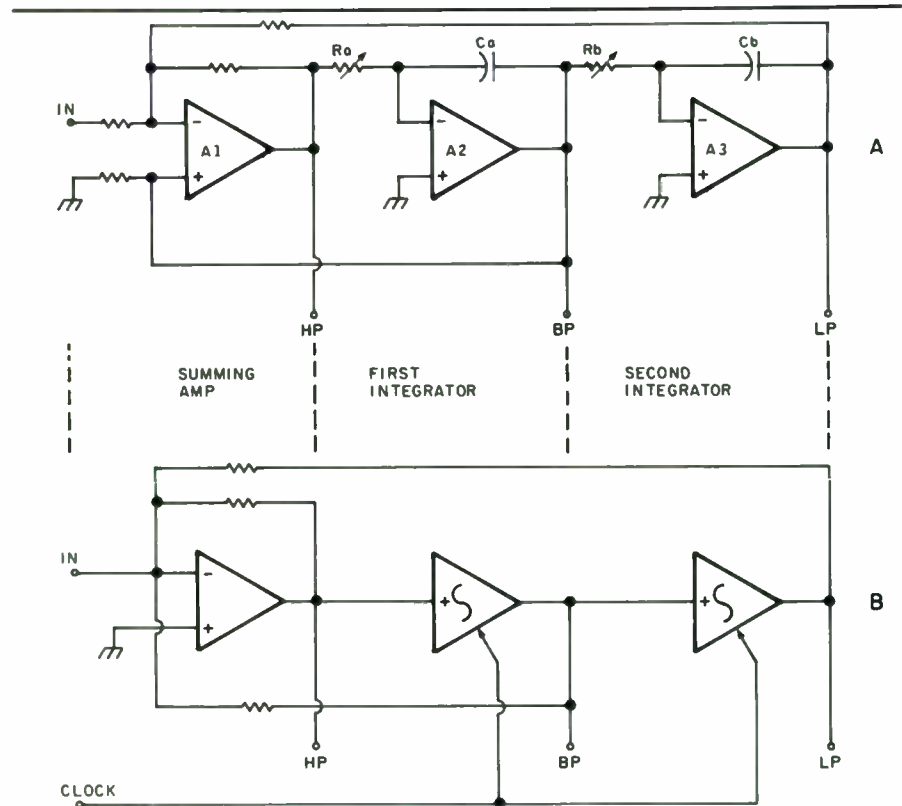 Ra Ca Rb Cb
IN
- - -
A1 A2 A3 A
+ + +
HP BP LP
SUMMING AMP
FIRST INTEGRATOR
SECOND INTEGRATOR
IN
- + + B
+
HP BP LP
CLOCK